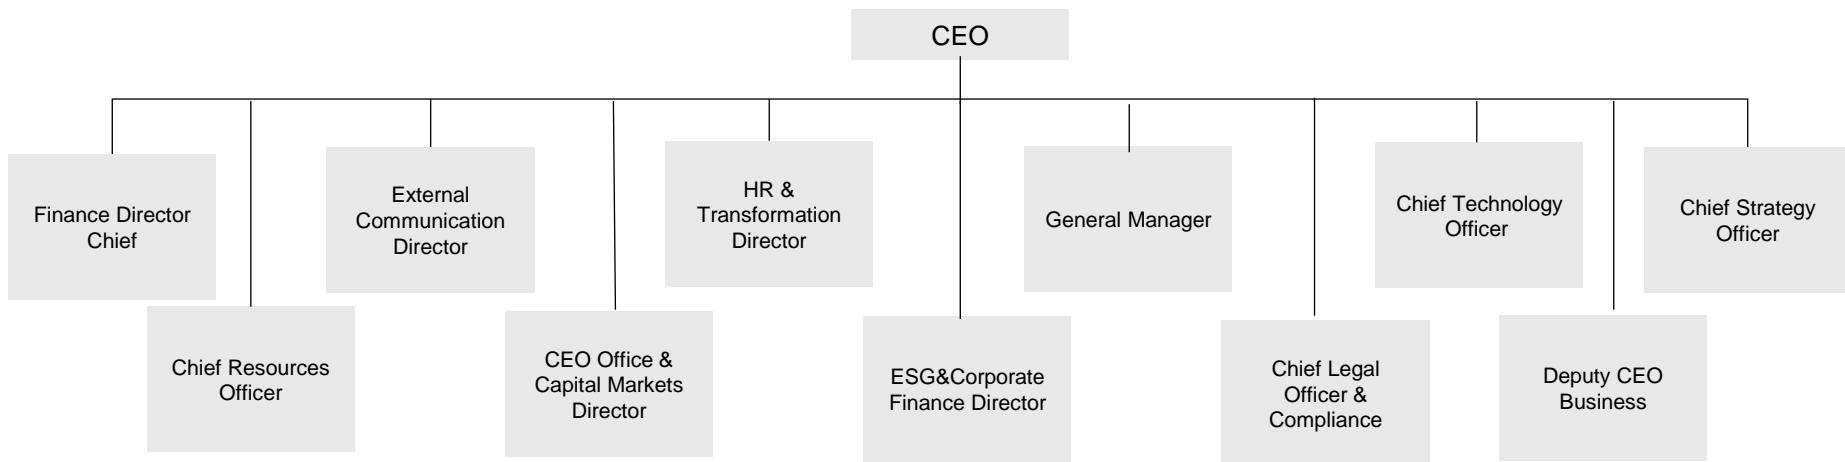 CEO
Finance Director
Chief
External
Communication
Director
HR &
Transformation
Director
General Manager
Chief Technology
Officer
Chief Strategy
Officer
Chief Resources
Officer
CEO Office &
Capital Markets
Director
ESG&Corporate
Finance Director
Chief Legal
Officer &
Compliance
Deputy CEO
Business